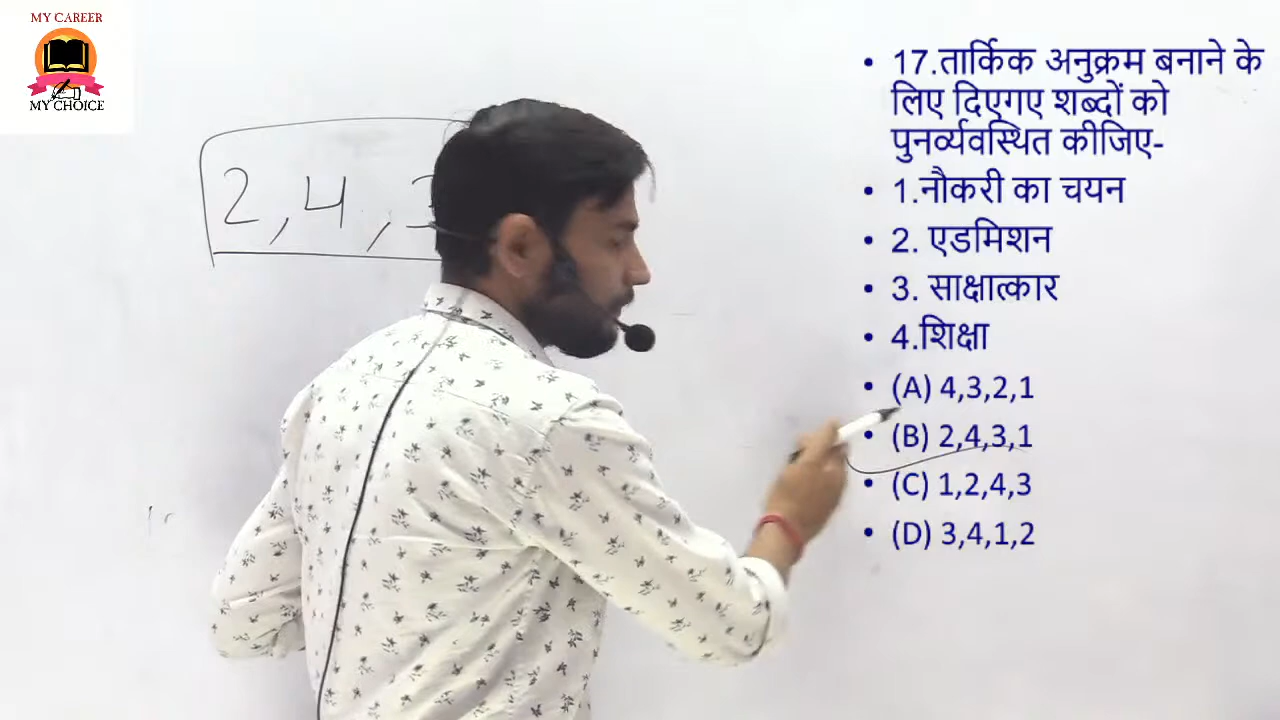 MY CAREER
MY CHOICE
2,4,3
• 17.तार्किक अनुक्रम बनाने के
लिए दिएगए शब्दों को
पुनर्व्यवस्थित कीजिए-
• 1.नौकरी का चयन
• 2. एडमिशन
• 3. साक्षात्कार
• 4.शिक्षा
• (A) 4,3,2,1
• (B) 2,4,3,1
• (C) 1,2,4,3
• (D) 3,4,1,2